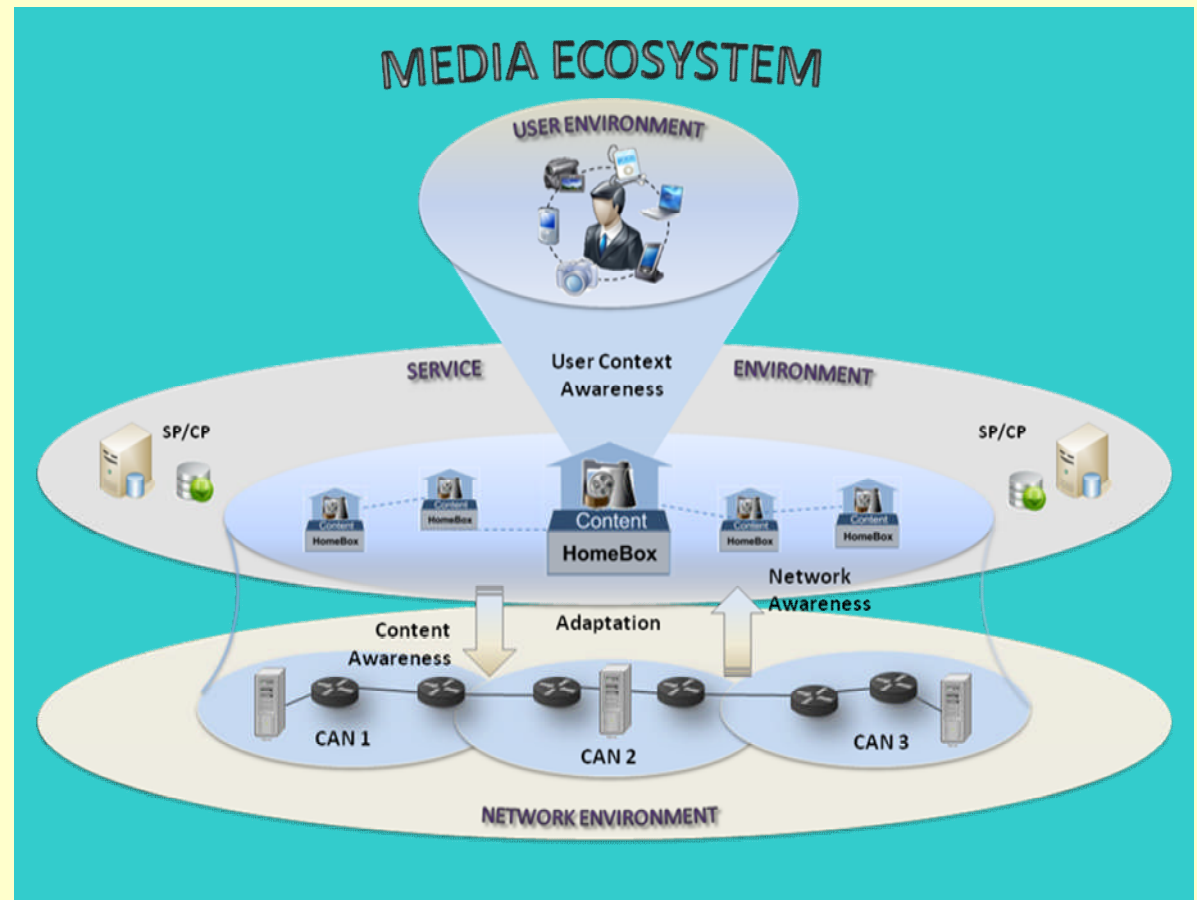 MEDIA ECOSYSTEM
USER ENVIRONMENT
User Context
Awareness
SERVICE
ENVIRONMENT
SP/CP
SP/CP
Content
HomeBox
Content
HomeBox
Content
HomeBox
Content
HomeBox
Content
HomeBox
Content
Awareness
Adaptation
Network
Awareness
CAN 1
CAN 2
CAN 3
NETWORK ENVIRONMENT